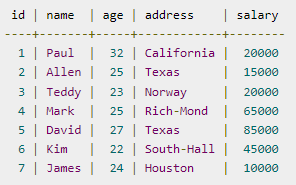 id | name | age | address | salary
----+-------+-----+------------+--------
1 | Paul | 32 | California | 20000
2 | Allen | 25 | Texas | 15000
3 | Teddy | 23 | Norway | 20000
4 | Mark | 25 | Rich-Mond | 65000
5 | David | 27 | Texas | 85000
6 | Kim | 22 | South-Hall | 45000
7 | James | 24 | Houston | 10000